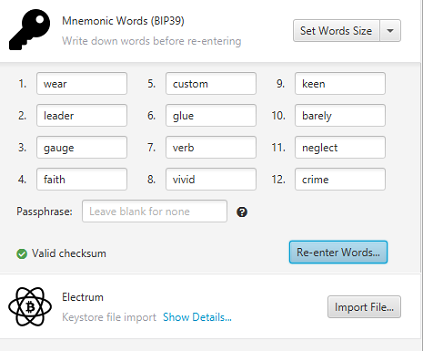 Mnemonic Words (BIP39)
Write down words before re-entering
Set Words Size
1. wear 5. custom 9. keen
2. leader 6. glue 10. barely
3. gauge 7. verb 11. neglect
4. faith 8. vivid 12. crime
Passphrase: Leave blank for none ?
Valid checksum
Re-enter Words...
Electrum
Keystore file import Show Details...
Import File...